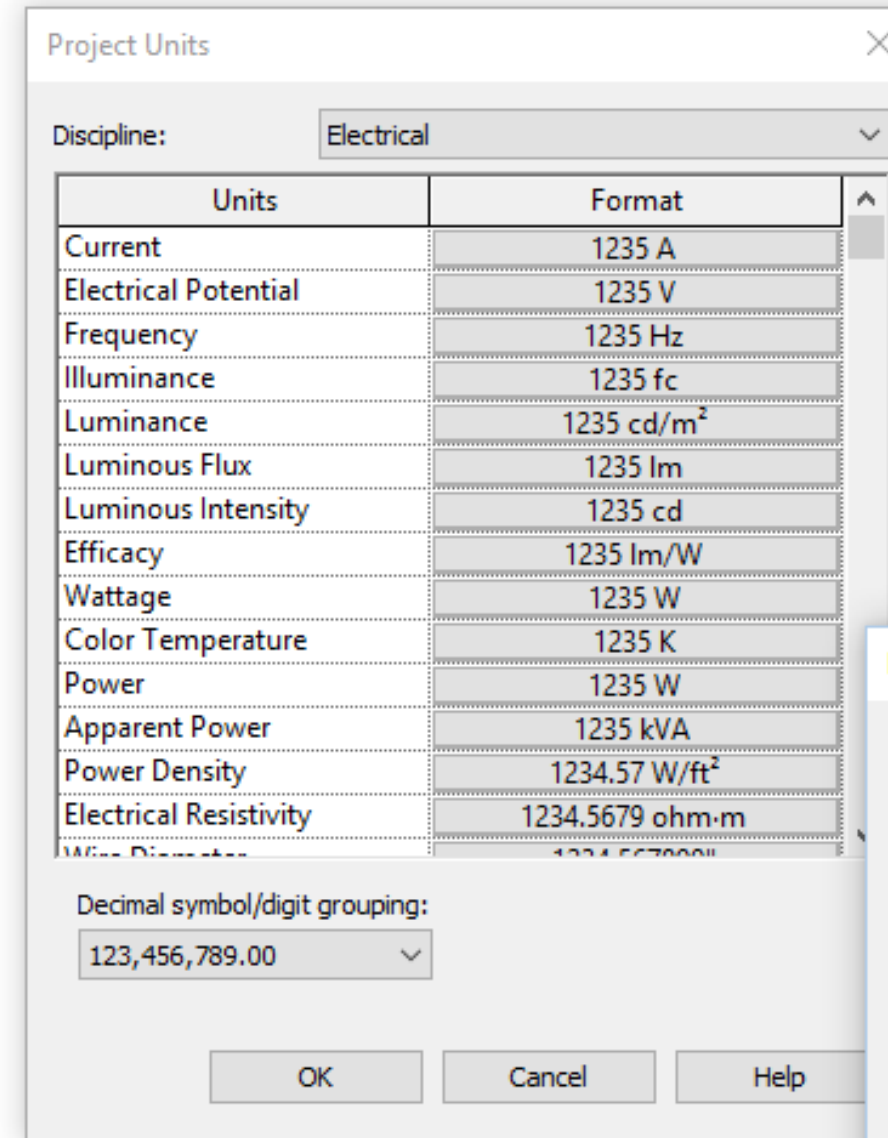 Project Units
Discipline: Electrical
Units Format
Current 1235 A
Electrical Potential 1235 V
Frequency 1235 Hz
Illuminance 1235 fc
Luminance 1235 cd/m²
Luminous Flux 1235 lm
Luminous Intensity 1235 cd
Efficacy 1235 lm/W
Wattage 1235 W
Color Temperature 1235 K
Power 1235 W
Apparent Power 1235 kVA
Power Density 1234.57 W/ft²
Electrical Resistivity 1234.5679 ohm·m
Decimal symbol/digit grouping:
123,456,789.00
OK Cancel Help